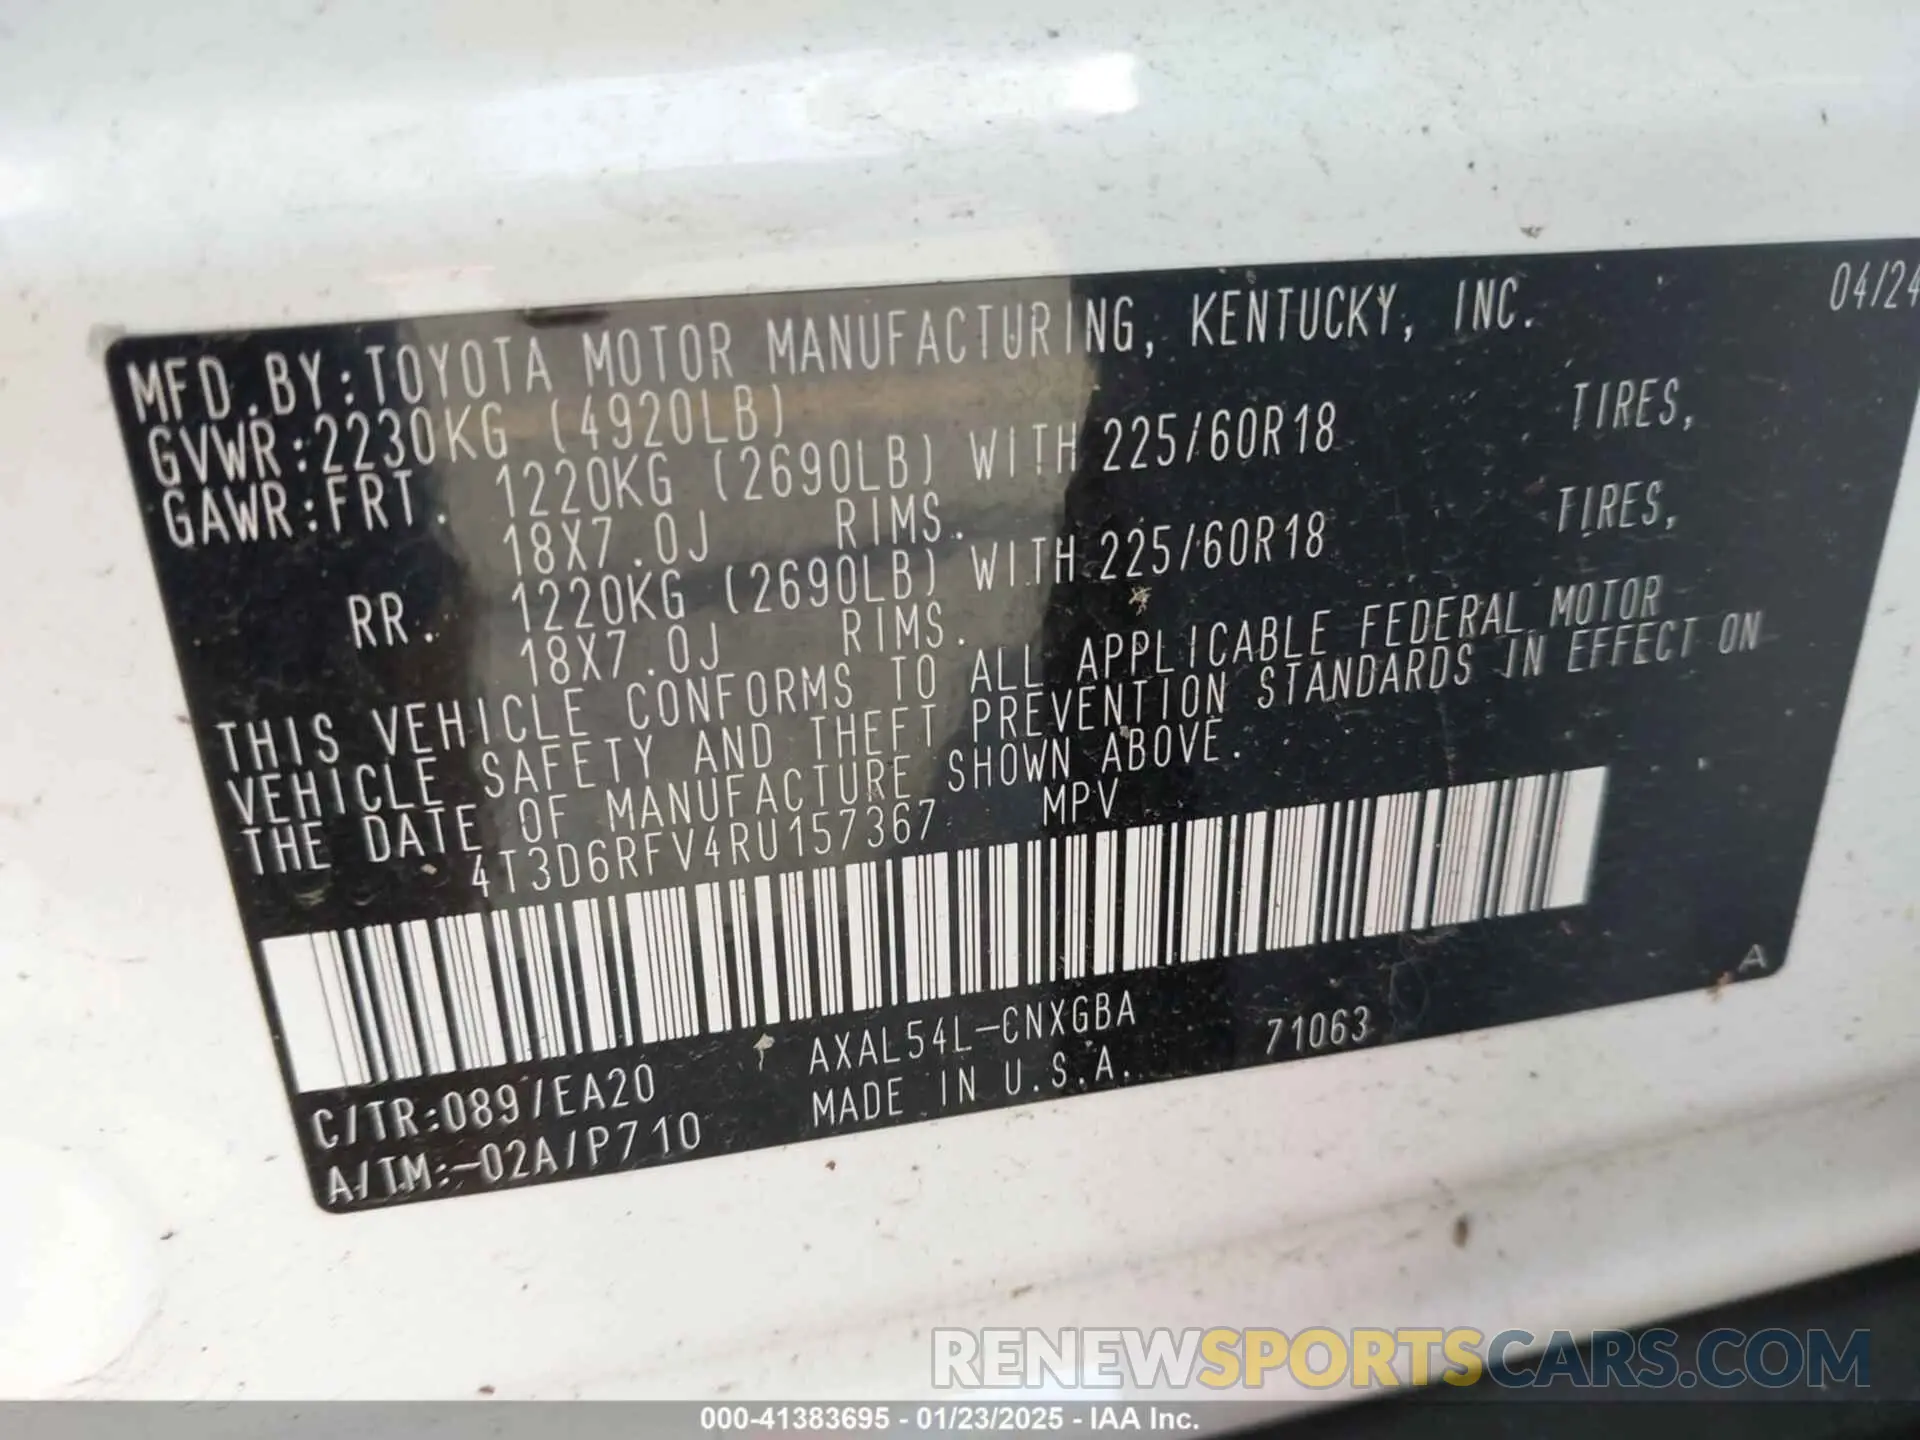 04/24
MFD.BY:TOYOTA MOTOR MANUFACTURING, KENTUCKY, INC.
GVWR:2230KG (4920LB)
GAWR:FRT. 1220KG (2690LB) WITH 225/60R18 TIRES,
18X7.0J RIMS.
RR. 1220KG (2690LB) WITH 225/60R18 TIRES,
18X7.0J RIMS.
THIS VEHICLE CONFORMS TO ALL APPLICABLE FEDERAL MOTOR
VEHICLE SAFETY AND THEFT PREVENTION STANDARDS IN EFFECT ON
THE DATE OF MANUFACTURE SHOWN ABOVE.
4T3D6RFV4RU157367 MPV
A
C/TR:089/EA20 AXAL54L-CNXGBA 71063
A/TM:-02A/P710 MADE IN U.S.A.
RENEWSPORTSCARS.COM
000-41383695 - 01/23/2025 - IAA Inc.